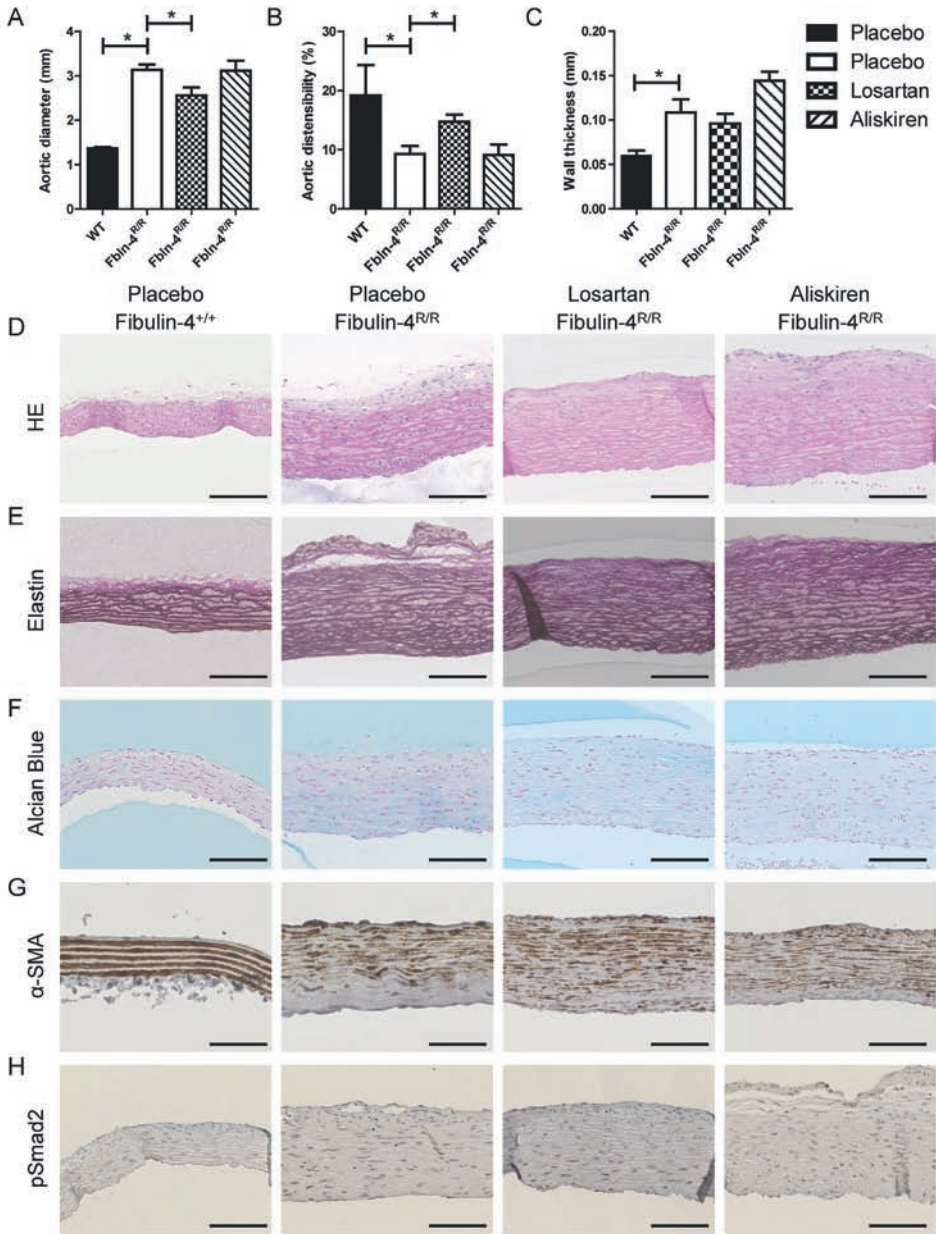 A
*
*
Aortic diameter (mm)
4
3
2
1
0
WT
Fbln-4R/R
Fbln-4R/R
Fbln-4R/R
B
*
*
Aortic distensibility (%)
30
20
10
0
WT
Fbln-4R/R
Fbln-4R/R
Fbln-4R/R
C
*
Wall thickness (mm)
0.20
0.15
0.10
0.05
0.00
WT
Fbln-4R/R
Fbln-4R/R
Fbln-4R/R
Placebo
Placebo
Losartan
Aliskiren
Placebo
Fibulin-4+/+
Placebo
Fibulin-4R/R
Losartan
Fibulin-4R/R
Aliskiren
Fibulin-4R/R
D
HE
E
Elastin
F
Alcian Blue
G
α-SMA
H
pSmad2